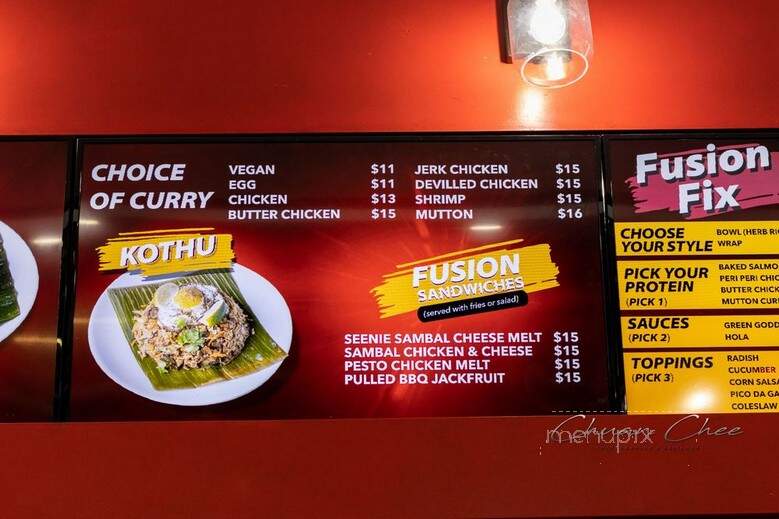 CHOICE
OF CURRY
VEGAN $11
EGG $11
CHICKEN $13
BUTTER CHICKEN $15
JERK CHICKEN $15
DEVILLED CHICKEN $15
SHRIMP $15
MUTTON $16
KOTHU
FUSION
SANDWICHES
(served with fries or salad)
SEENIE SAMBAL CHEESE MELT $15
SAMBAL CHICKEN & CHEESE $15
PESTO CHICKEN MELT $15
PULLED BBQ JACKFRUIT $15
Fusion
Fix
CHOOSE
YOUR STYLE
BOWL (HERB RI
WRAP
PICK YOUR
PROTEIN
(PICK 1)
BAKED SALMO
PERI PERI CHIC
BUTTER CHICK
MUTTON CUR
SAUCES
(PICK 2)
GREEN GOD
HOLA
TOPPINGS
(PICK 3)
RADISH
CUCUMBER
CORN SALSA
PICO DA GA
COLESLAW
menupix
Chee